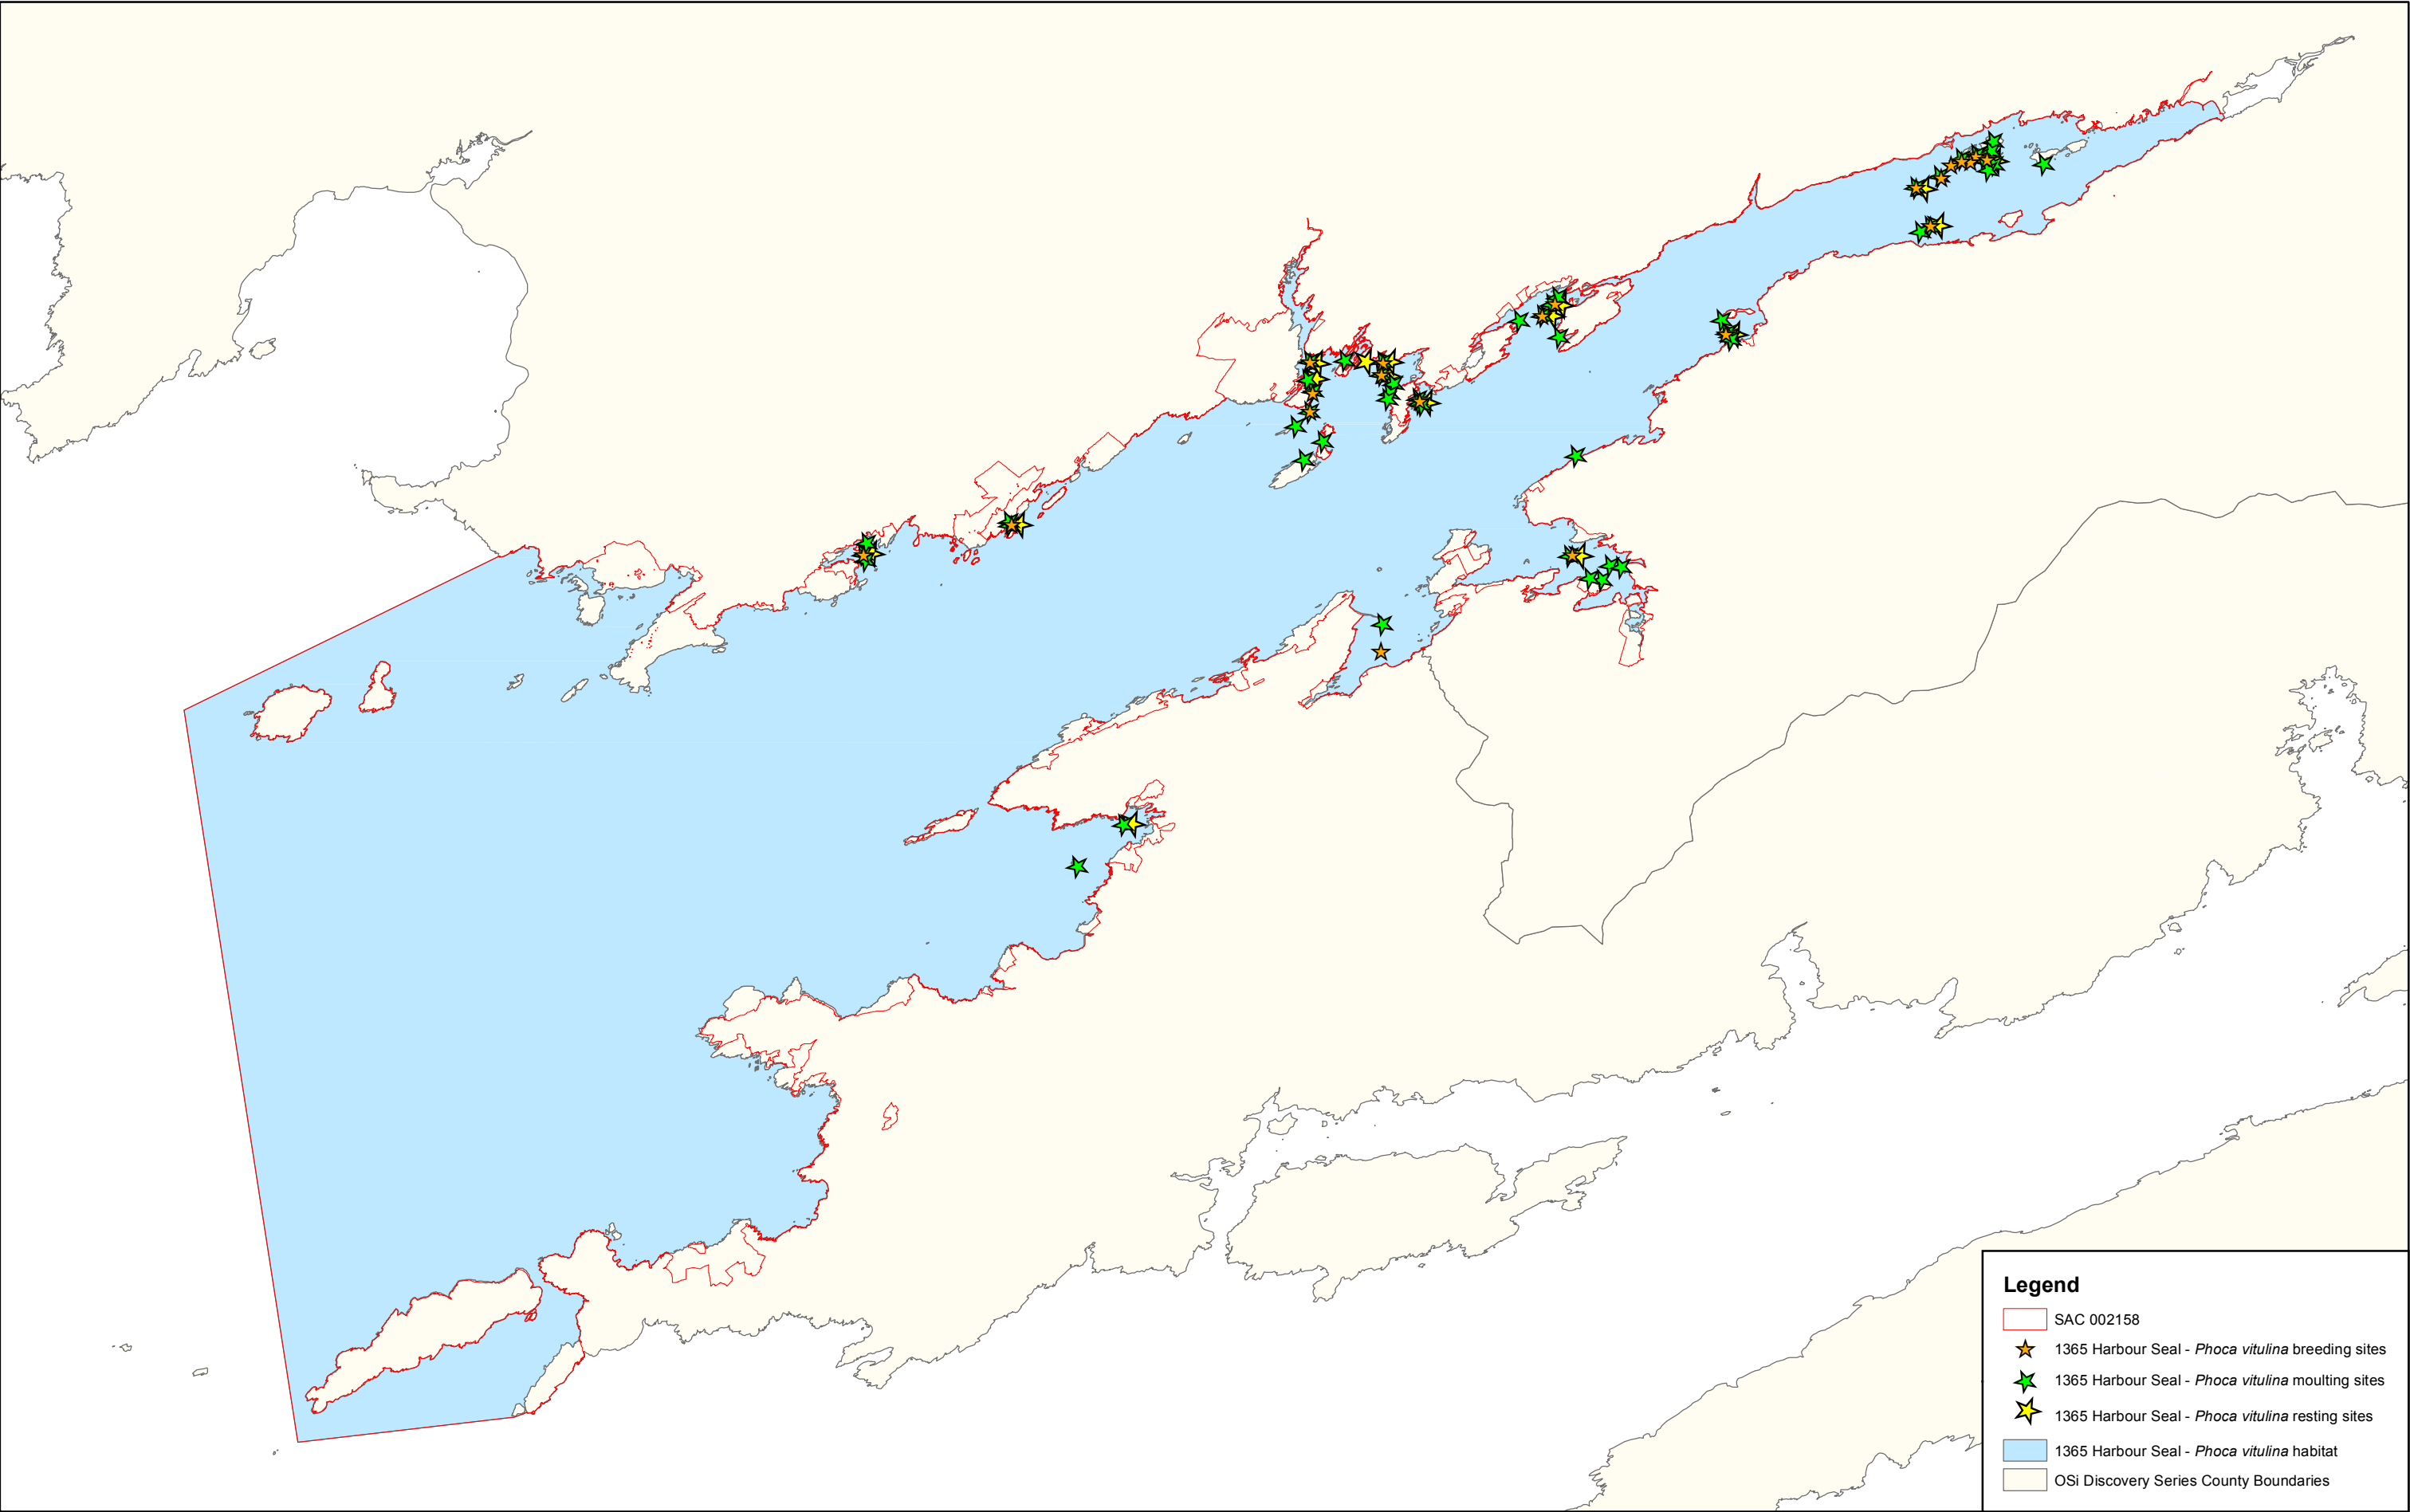 Legend
SAC 002158
1365 Harbour Seal - Phoca vitulina breeding sites
1365 Harbour Seal - Phoca vitulina moulting sites
1365 Harbour Seal - Phoca vitulina resting sites
1365 Harbour Seal - Phoca vitulina habitat
OSi Discovery Series County Boundaries